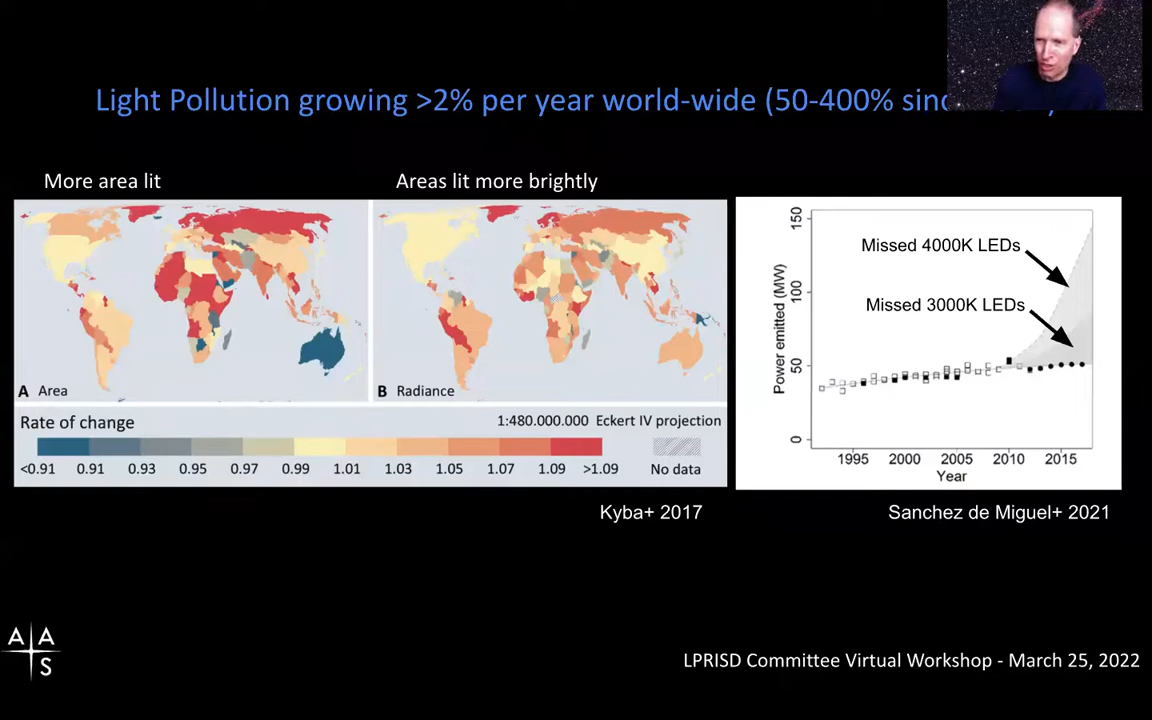 Light Pollution growing >2% per year world-wide (50-400%
More area lit
Areas lit more brightly
A Area
B Radiance
Rate of change
1:480.000.000 Eckert IV projection
<0.91 0.91 0.93 0.95 0.97 0.99 1.01 1.03 1.05 1.07 1.09 >1.09
No data
Kyba+ 2017
Power emitted (MW)
150
100
50
0
Missed 4000K LEDs
Missed 3000K LEDs
1995 2000 2005 2010 2015
Year
Sanchez de Miguel+ 2021
A A
S
LPRISD Committee Virtual Workshop - March 25, 2022